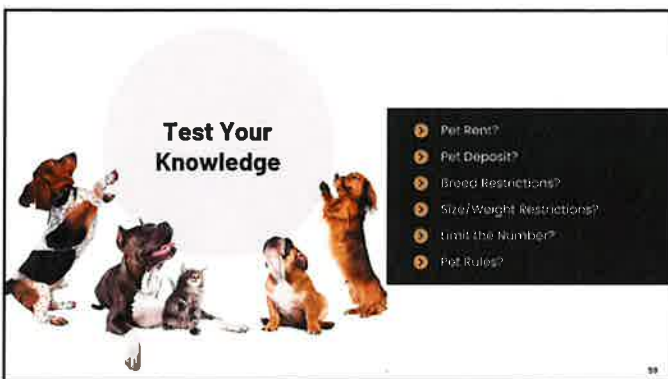 Test Your
Knowledge
Pet Rent?
Pet Deposit?
Breed Restrictions?
Size/Weight Restrictions?
Limit the Number?
Pet Rules?
59